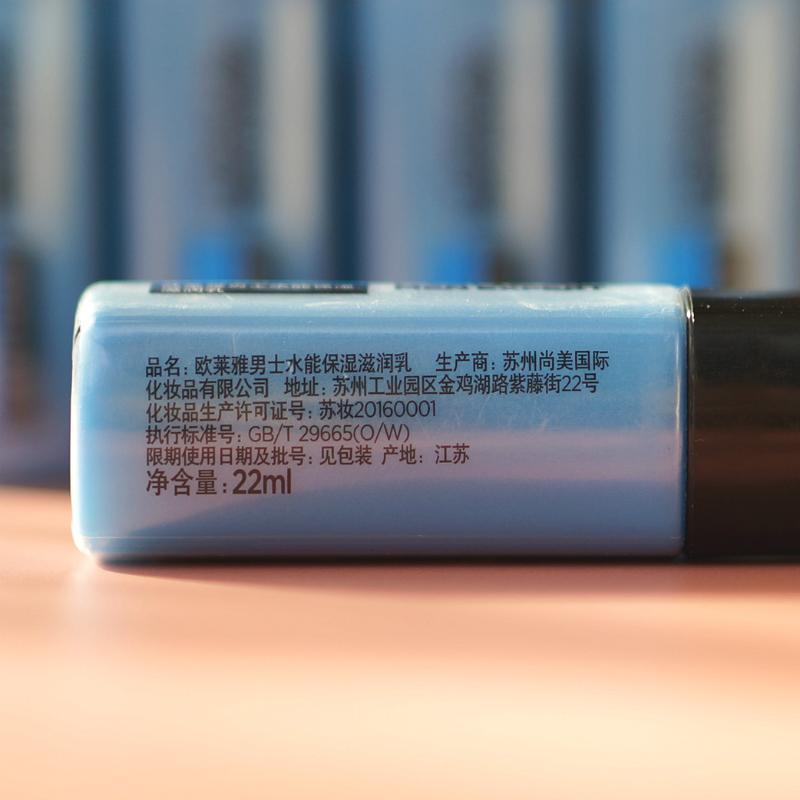 品名: 欧莱雅男士水能保湿滋润乳 生产商: 苏州尚美国际
化妆品有限公司 地址: 苏州工业园区金鸡湖路紫藤街22号
化妆品生产许可证号: 苏妆20160001
执行标准号: GB/T 29665(O/W)
限期使用日期及批号: 见包装 产地: 江苏
净含量:22ml